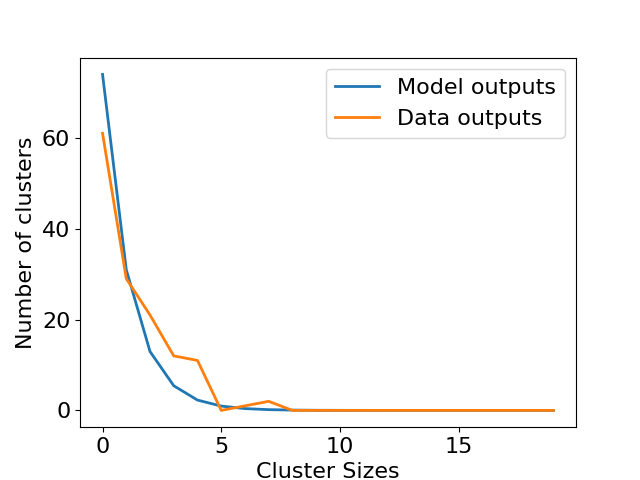 Model outputs
Data outputs
Number of clusters
60
40
20
0
0 5 10 15
Cluster Sizes